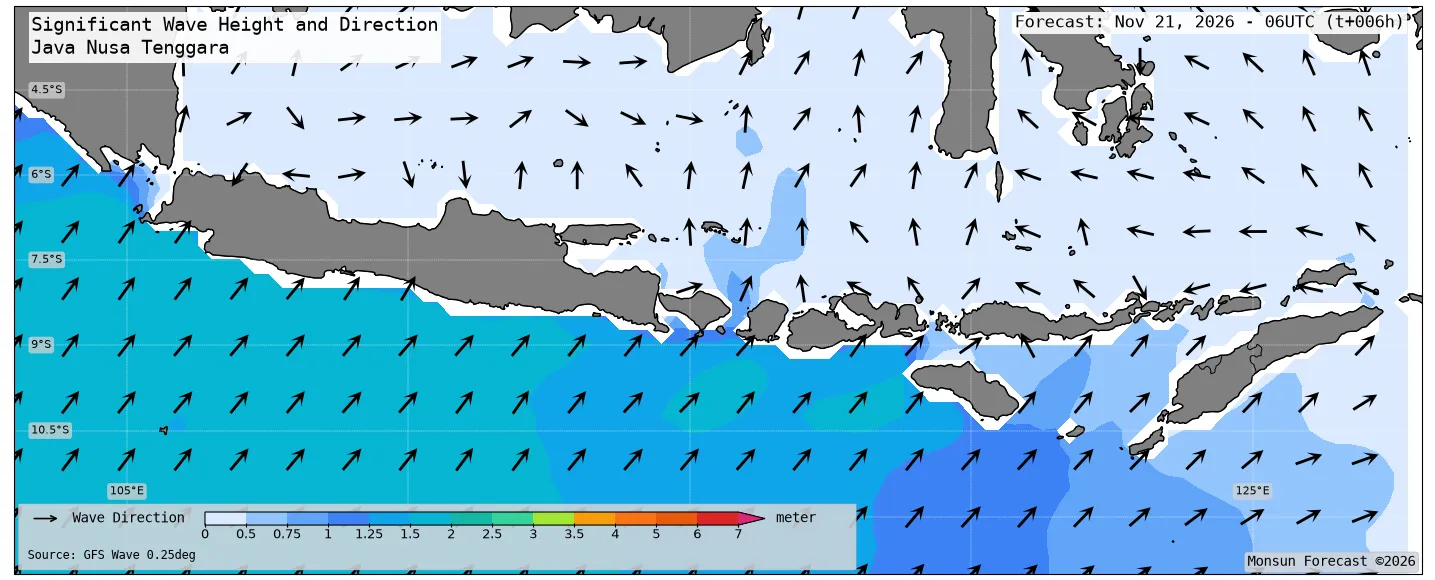 Significant Wave Height and Direction
Java Nusa Tenggara
Forecast: Nov 21, 2026 - 06UTC (t+006h)
4.5°S
6°S
7.5°S
9°S
10.5°S
105°E
125°E
Wave Direction
0 0.5 0.75 1 1.25 1.5 2 2.5 3 3.5 4 5 6 7
meter
Source: GFS Wave 0.25deg
Monsun Forecast ©2026